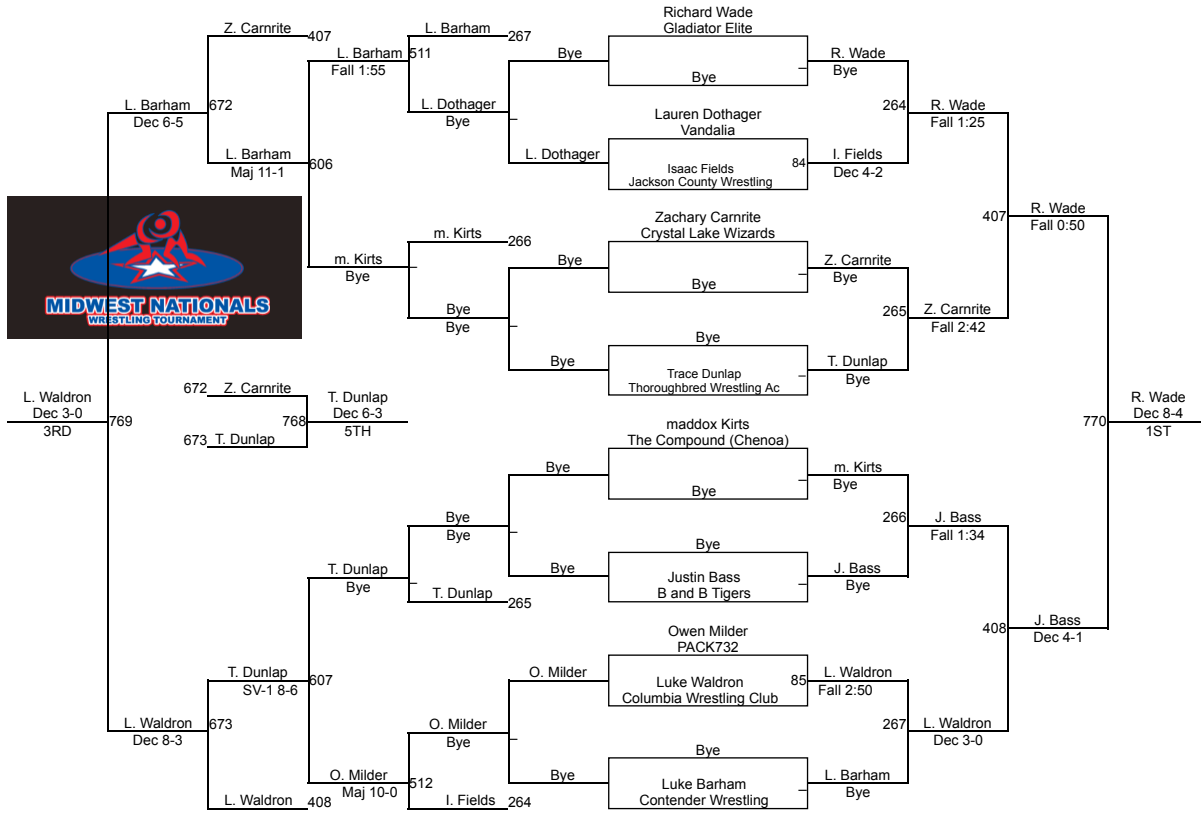 Richard Wade
Gladiator Elite
Z. Carnrite 407
L. Barham 267
L. Barham 511
Fall 1:55
Bye
R. Wade
Bye
Bye
L. Barham 672
Dec 6-5
L. Dothager
Bye
Lauren Dothager
Vandalia
264
R. Wade
Fall 1:25
L. Barham 606
Maj 11-1
L. Dothager
Isaac Fields 84
Jackson County Wrestling
I. Fields
Dec 4-2
MIDWEST NATIONALS
WRESTLING TOURNAMENT
m. Kirts 266
Zachary Carnrite
Crystal Lake Wizards
407
R. Wade
Fall 0:50
m. Kirts
Bye
Bye
Bye
Z. Carnrite
Bye
Bye
Bye
265
Z. Carnrite
Fall 2:42
Bye
Bye
Trace Dunlap
Thoroughbred Wrestling Ac
T. Dunlap
Bye
L. Waldron
Dec 3-0
3RD
769
672 Z. Carnrite
673 T. Dunlap
768
T. Dunlap
Dec 6-3
5TH
770
R. Wade
Dec 8-4
1ST
maddox Kirts
The Compound (Chenoa)
Bye
Bye
m. Kirts
Bye
Bye
Bye
266
J. Bass
Fall 1:34
T. Dunlap
Bye
Bye
Bye
Justin Bass
B and B Tigers
J. Bass
Bye
T. Dunlap 265
408
J. Bass
Dec 4-1
Owen Milder
PACK732
T. Dunlap 607
SV-1 8-6
O. Milder
Luke Waldron 85
Columbia Wrestling Club
L. Waldron
Fall 2:50
L. Waldron 673
Dec 8-3
O. Milder
Bye
267
L. Waldron
Dec 3-0
O. Milder 512
Maj 10-0
Bye
Bye
Luke Barham
Contender Wrestling
L. Barham
Bye
L. Waldron 408
I. Fields 264